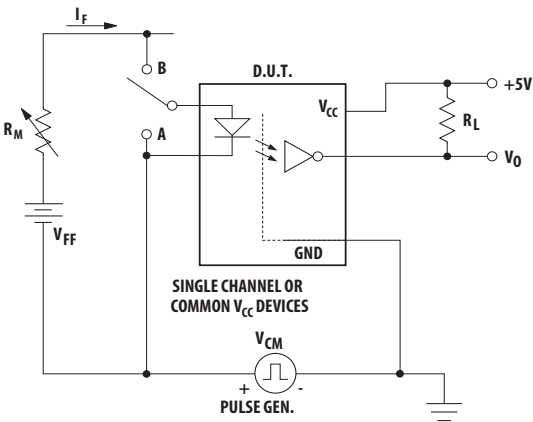 I_F
B
D.U.T.
V_CC
+5V
R_M
A
R_L
V_O
V_FF
GND
SINGLE CHANNEL OR
COMMON V_CC DEVICES
V_CM
+ -
PULSE GEN.